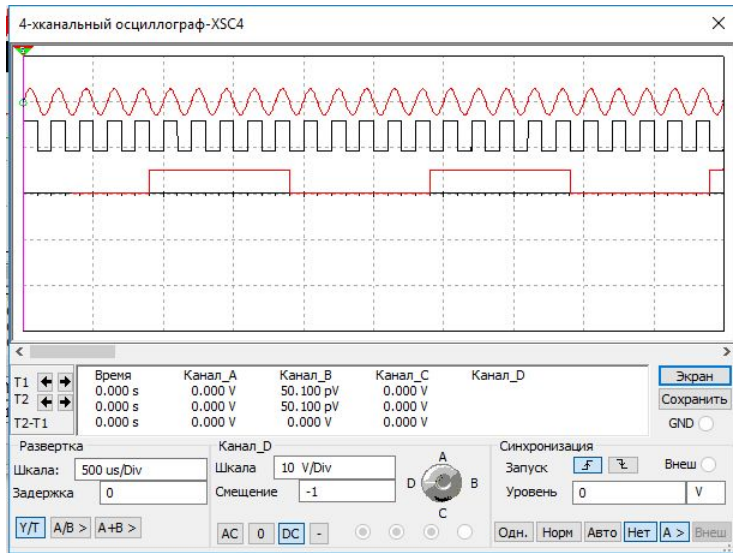 4-хканальный осциллограф-XSC4
T1
T2
T2-T1
Время Канал_A Канал_B Канал_C Канал_D
0.000 s 0.000 V 50.100 pV 0.000 V
0.000 s 0.000 V 50.100 pV 0.000 V
0.000 s 0.000 V 0.000 V 0.000 V
Экран
Сохранить
GND
Развертка
Шкала: 500 us/Div
Задержка 0
Y/T A/B > A+B >
Канал_D
Шкала 10 V/Div
Смещение -1
AC 0 DC -
A
D B
C
Синхронизация
Запуск Внеш
Уровень 0 V
Одн. Норм Авто Нет A > Внеш